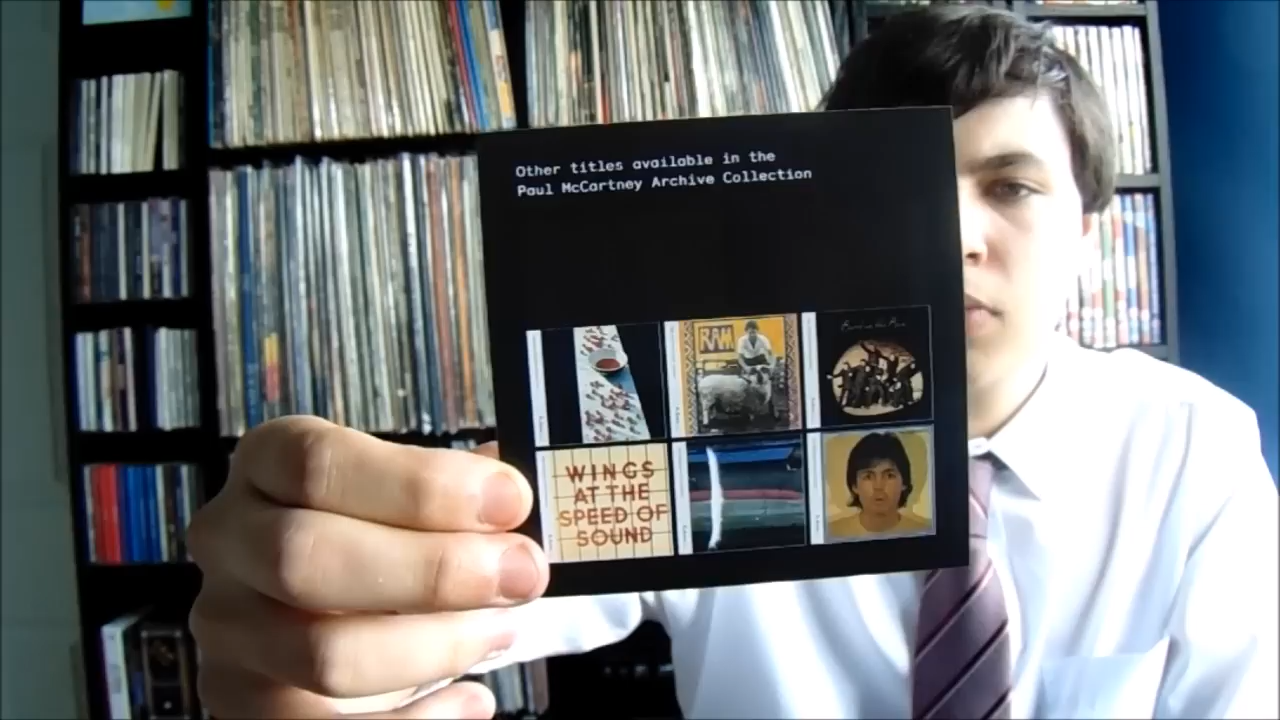 Other titles available in the
Paul McCartney Archive Collection
RAM
Band on the Run
WINGS
AT THE
SPEED OF
SOUND